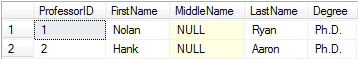 ProfessorID FirstName MiddleName LastName Degree
1 1 Nolan NULL Ryan Ph.D.
2 2 Hank NULL Aaron Ph.D.